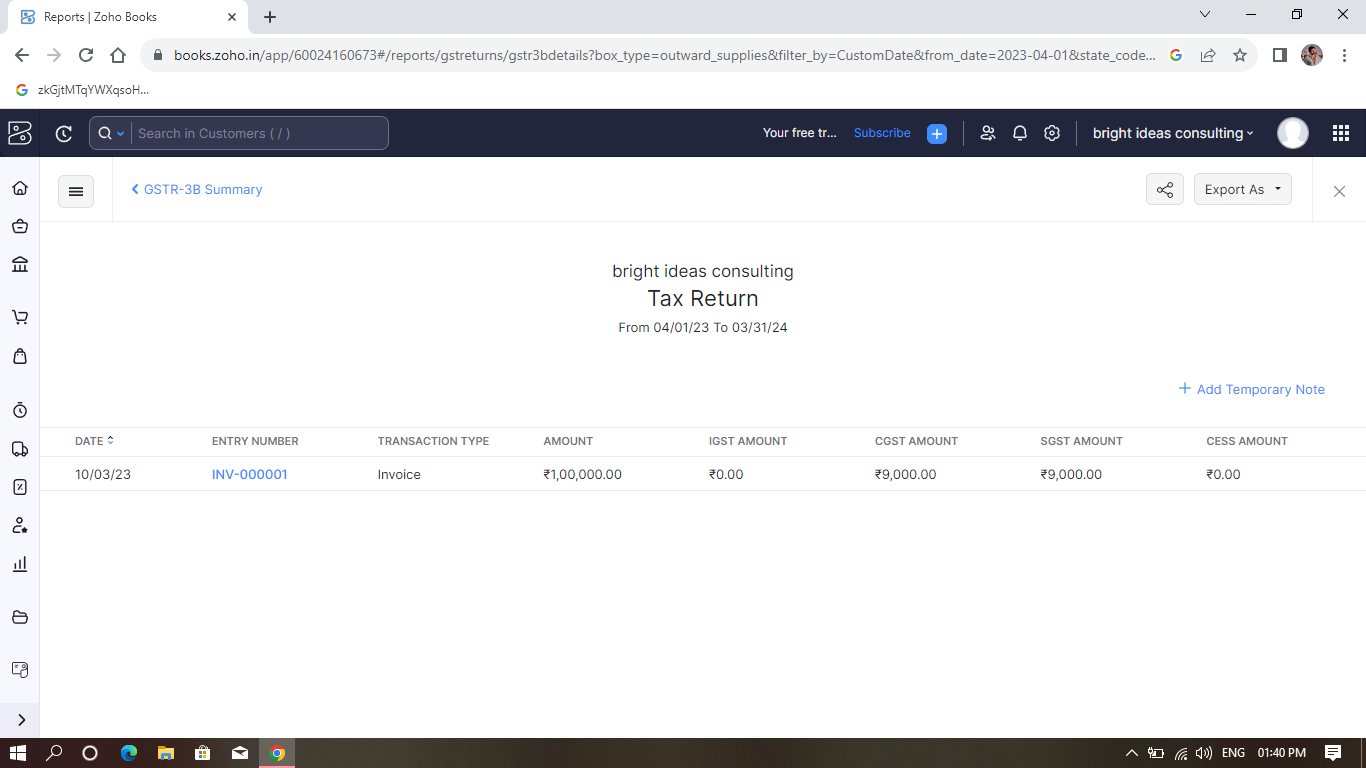 Reports | Zoho Books
books.zoho.in/app/60024160673#/reports/gstreturns/gstr3bdetails?box_type=outward_supplies&filter_by=CustomDate&from_date=2023-04-01&state_code...
zkGjtMTqYWXqsoH...
Search in Customers ( / )
Your free tr...
Subscribe
bright ideas consulting
GSTR-3B Summary
Export As
bright ideas consulting
Tax Return
From 04/01/23 To 03/31/24
Add Temporary Note
DATE ENTRY NUMBER TRANSACTION TYPE AMOUNT IGST AMOUNT CGST AMOUNT SGST AMOUNT CESS AMOUNT
10/03/23 INV-000001 Invoice ₹1,00,000.00 ₹0.00 ₹9,000.00 ₹9,000.00 ₹0.00
ENG 01:40 PM